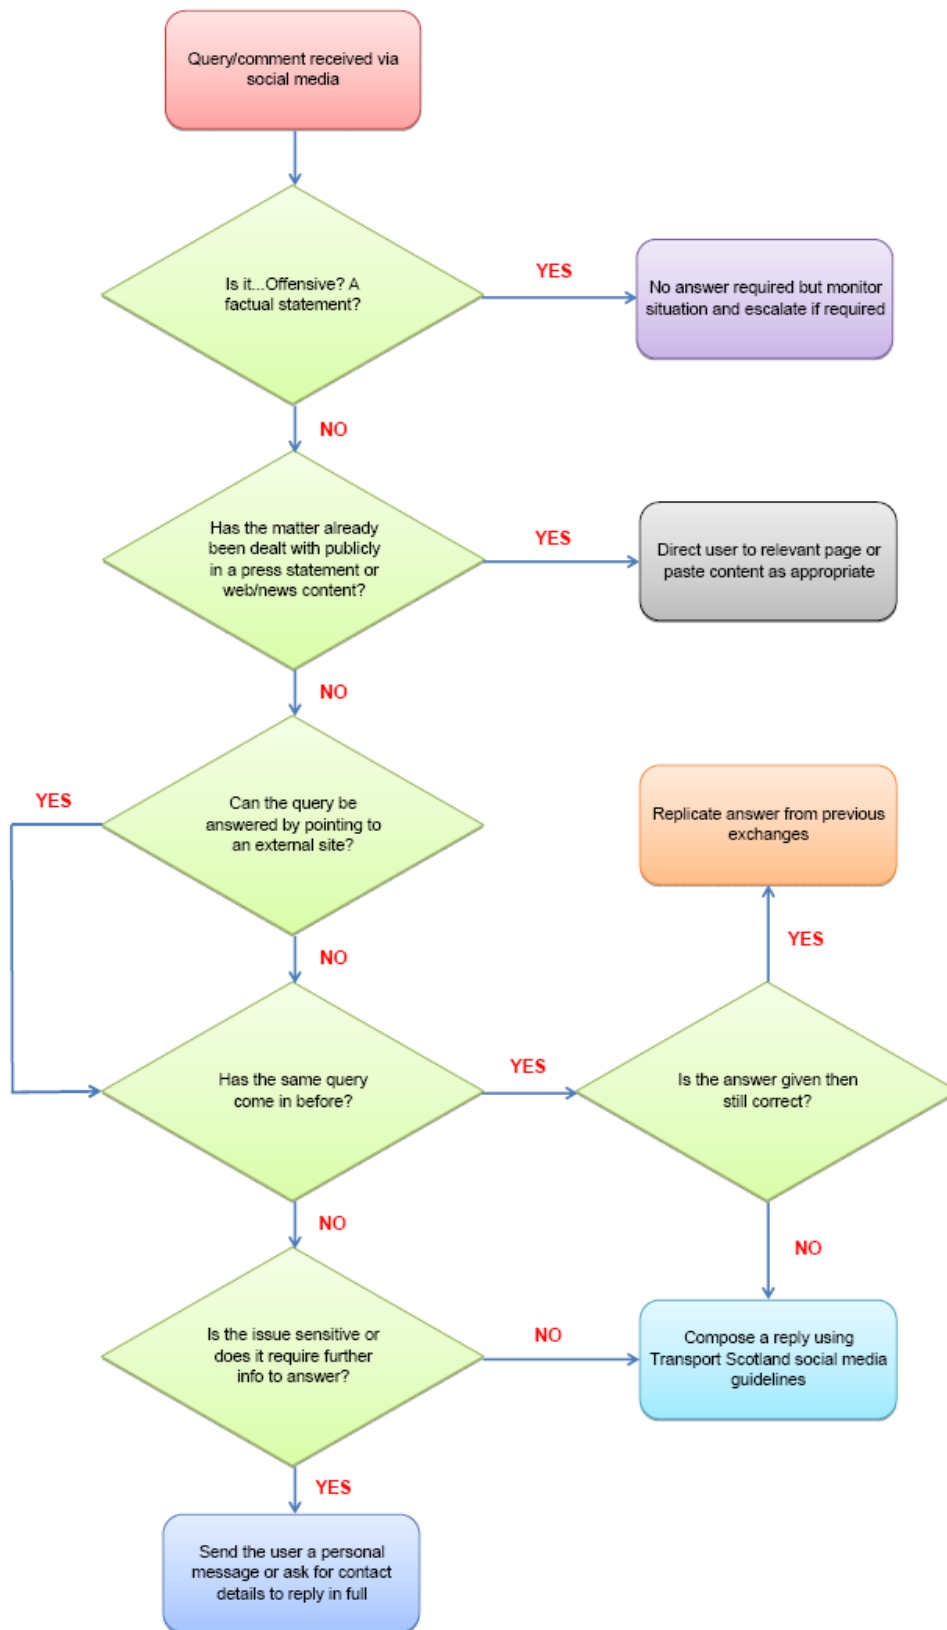 Query/comment received via
social media
Is it...Offensive? A
factual statement?
YES
No answer required but monitor
situation and escalate if required
NO
Has the matter already
been dealt with publicly
in a press statement or
web/news content?
YES
Direct user to relevant page or
paste content as appropriate
NO
Can the query be
answered by pointing to
an external site?
YES
Replicate answer from previous
exchanges
NO
YES
Has the same query
come in before?
YES
Is the answer given then
still correct?
NO
NO
Is the issue sensitive or
does it require further
info to answer?
NO
Compose a reply using
Transport Scotland social media
guidelines
YES
Send the user a personal
message or ask for contact
details to reply in full